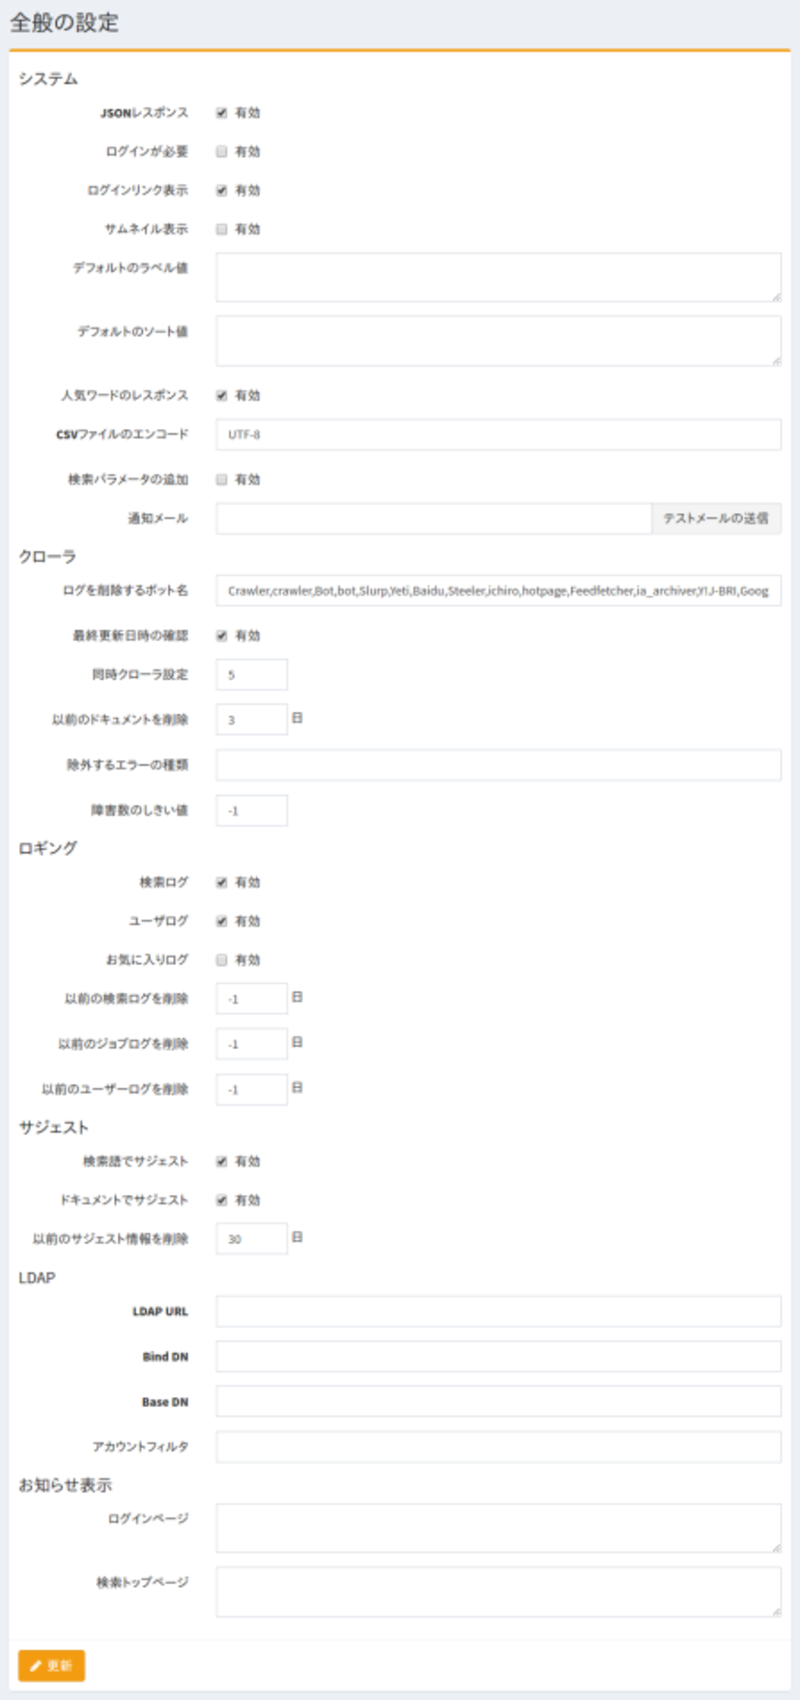 全般の設定
システム
JSONレスポンス 有効
ログインが必要 有効
ログインリンク表示 有効
サムネイル表示 有効
デフォルトのラベル値
デフォルトのソート値
人気ワードのレスポンス 有効
CSVファイルのエンコード UTF-8
検索パラメータの追加 有効
通知メール テストメールの送信
クローラ
ログを削除するボット名 Crawler,crawler,Bot,bot,Slurp,Yeti,Baidu,Steeler,ichiro,hotpage,Feedfetcher,ia_archiver,Y!J-BRI,Goog
最終更新日時の確認 有効
同時クローラ設定 5
以前のドキュメントを削除 3 日
除外するエラーの種類
障害数のしきい値 -1
ロギング
検索ログ 有効
ユーザログ 有効
お気に入りログ 有効
以前の検索ログを削除 -1 日
以前のジョブログを削除 -1 日
以前のユーザーログを削除 -1 日
サジェスト
検索語でサジェスト 有効
ドキュメントでサジェスト 有効
以前のサジェスト情報を削除 30 日
LDAP
LDAP URL
Bind DN
Base DN
アカウントフィルタ
お知らせ表示
ログインページ
検索トップページ
更新